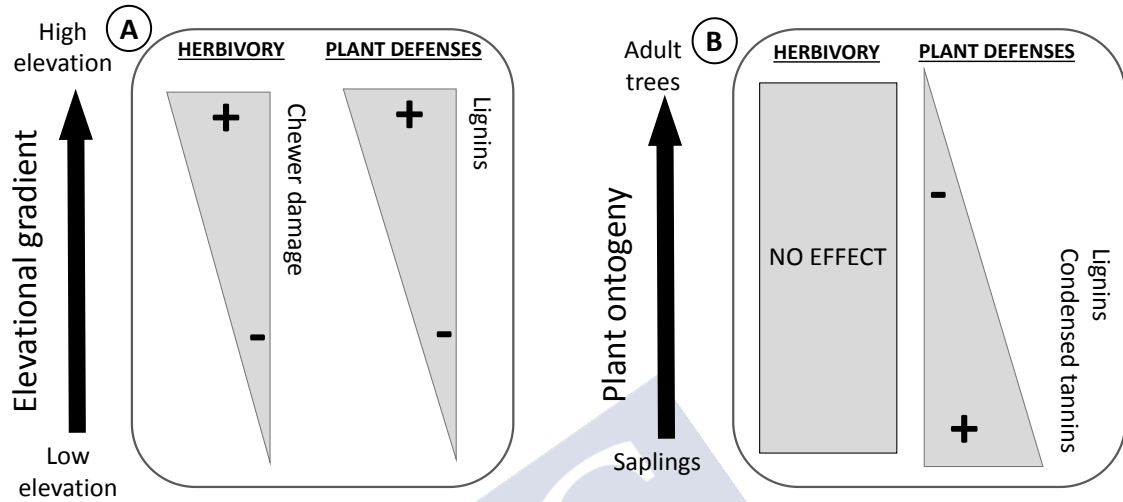 A
High
elevation
HERBIVORY
PLANT DEFENSES
+
+
Chewer damage
Lignins
Elevational gradient
-
-
Low
elevation
B
Adult
trees
HERBIVORY
PLANT DEFENSES
-
NO EFFECT
Plant ontogeny
Lignins
Condensed tannins
+
Saplings